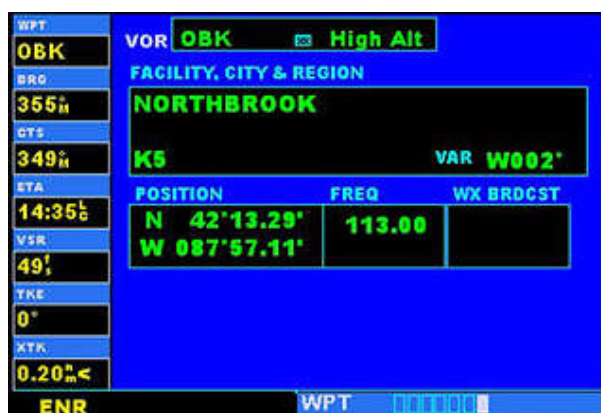 WPT
OBK
BRG
355°M
CTS
349°M
ETA
14:35
VSR
49
TKE
0°
XTK
0.20nm<
ENR
VOR OBK High Alt
FACILITY, CITY & REGION
NORTHBROOK
K5 VAR W002°
POSITION FREQ WX BRDCST
N 42°13.29' 113.00
W 087°57.11'
WPT